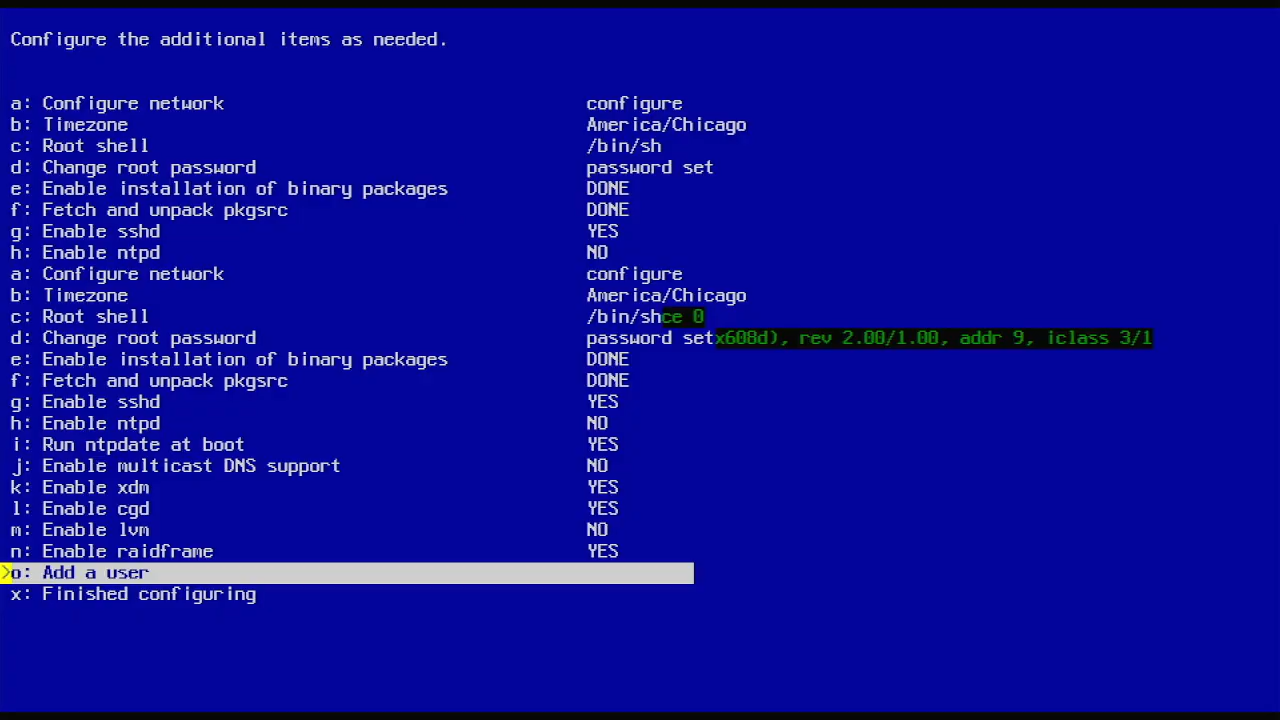 Configure the additional items as needed.
a: Configure network configure
b: Timezone America/Chicago
c: Root shell /bin/sh
d: Change root password password set
e: Enable installation of binary packages DONE
f: Fetch and unpack pkgsrc DONE
g: Enable sshd YES
h: Enable ntpd NO
a: Configure network configure
b: Timezone America/Chicago
c: Root shell /bin/shce 0
d: Change root password password setx608d), rev 2.00/1.00, addr 9, iclass 3/1
e: Enable installation of binary packages DONE
f: Fetch and unpack pkgsrc DONE
g: Enable sshd YES
h: Enable ntpd NO
i: Run ntpdate at boot YES
j: Enable multicast DNS support NO
k: Enable xdm YES
l: Enable cgd YES
m: Enable lvm NO
n: Enable raidframe YES
>o: Add a user
x: Finished configuring